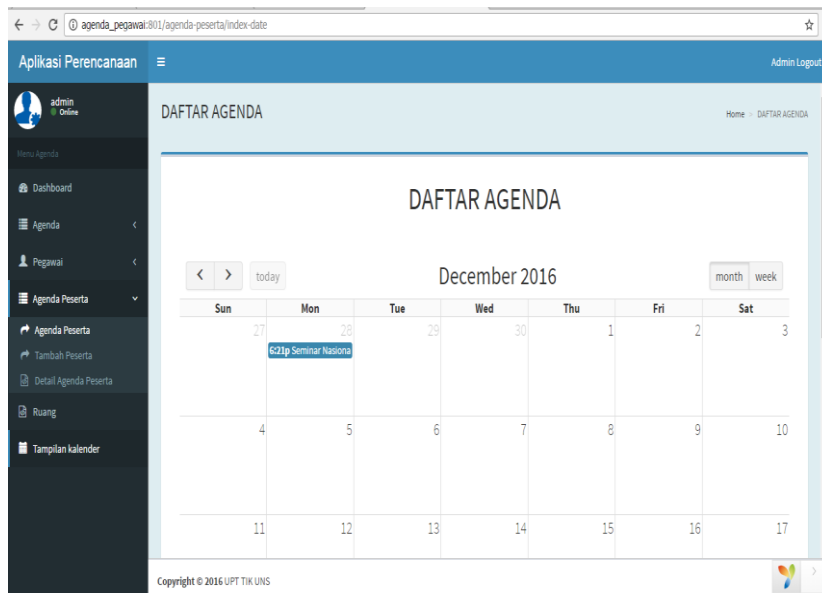 agenda_pegawai:801/agenda-peserta/index-date
Aplikasi Perencanaan
Admin Logout
admin
Online
Menu Agenda
Dashboard
Agenda
Pegawai
Agenda Peserta
Agenda Peserta
Tambah Peserta
Detail Agenda Peserta
Ruang
Tampilan kalender
DAFTAR AGENDA
Home > DAFTAR AGENDA
DAFTAR AGENDA
today
December 2016
month week
Sun Mon Tue Wed Thu Fri Sat
27 28 29 30 1 2 3
6:21p Seminar Nasiona
4 5 6 7 8 9 10
11 12 13 14 15 16 17
Copyright © 2016 UPT TIK UNS